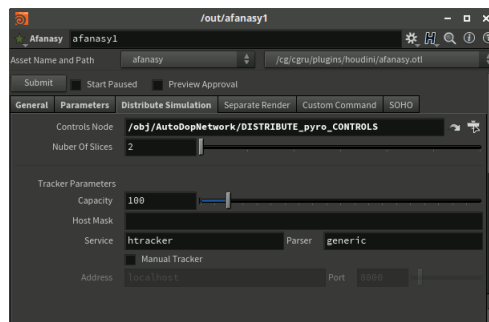 /out/afanasy1
Afanasy afanasy1
Asset Name and Path afanasy /cg/cgru/plugins/houdini/afanasy.otl
Submit Start Paused Preview Approval
General Parameters Distribute Simulation Separate Render Custom Command SOHO
Controls Node /obj/AutoDopNetwork/DISTRIBUTE_pyro_CONTROLS
Nuber Of Slices 2
Tracker Parameters
Capacity 100
Host Mask
Service htracker Parser generic
Manual Tracker
Address localhost Port 8000